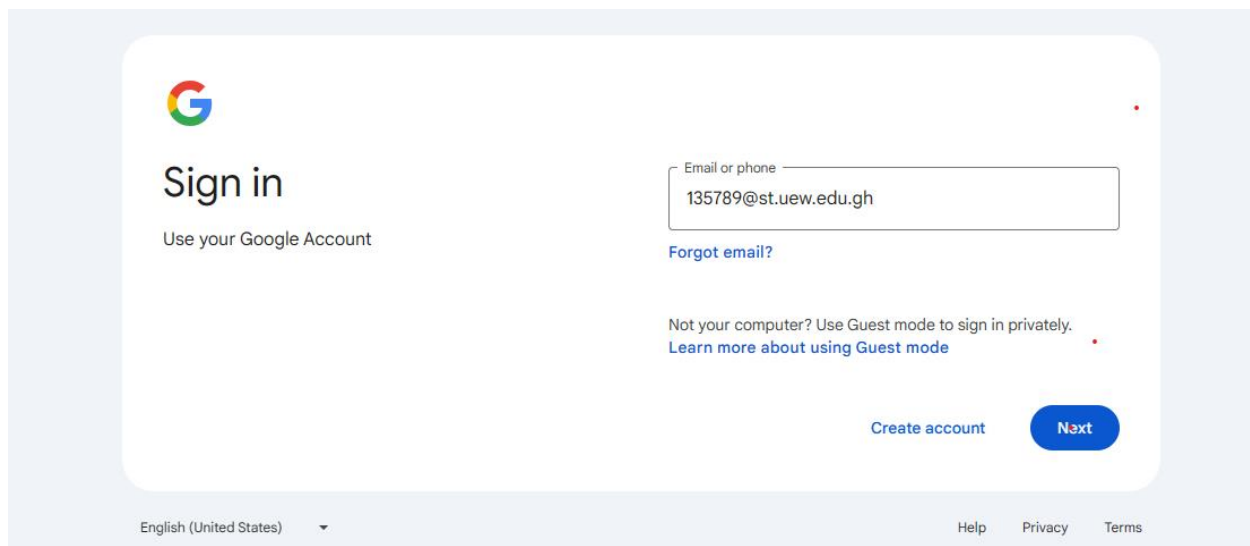 Sign in
Use your Google Account
Email or phone
135789@st.uew.edu.gh
Forgot email?
Not your computer? Use Guest mode to sign in privately.
Learn more about using Guest mode
Create account
Next
English (United States)
Help
Privacy
Terms